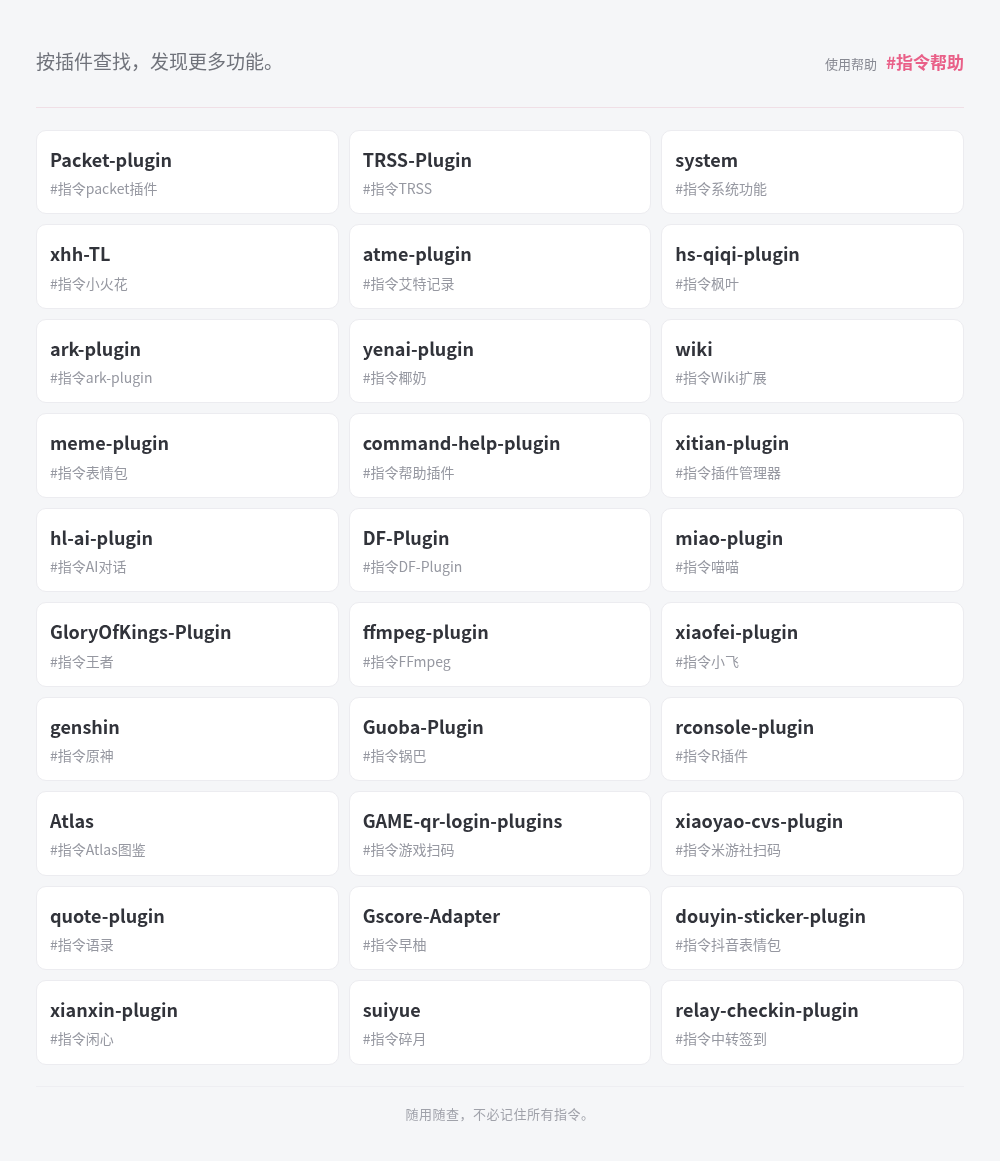 按插件查找，发现更多功能。
使用帮助 #指令帮助
Packet-plugin
#指令packet插件
TRSS-Plugin
#指令TRSS
system
#指令系统功能
xhh-TL
#指令小火花
atme-plugin
#指令艾特记录
hs-qiqi-plugin
#指令枫叶
ark-plugin
#指令ark-plugin
yenai-plugin
#指令椰奶
wiki
#指令Wiki扩展
meme-plugin
#指令表情包
command-help-plugin
#指令帮助插件
xitian-plugin
#指令插件管理器
hl-ai-plugin
#指令AI对话
DF-Plugin
#指令DF-Plugin
miao-plugin
#指令喵喵
GloryOfKings-Plugin
#指令王者
ffmpeg-plugin
#指令FFmpeg
xiaofei-plugin
#指令小飞
genshin
#指令原神
Guoba-Plugin
#指令锅巴
rconsole-plugin
#指令R插件
Atlas
#指令Atlas图鉴
GAME-qr-login-plugins
#指令游戏扫码
xiaoyao-cvs-plugin
#指令米游社扫码
quote-plugin
#指令语录
Gscore-Adapter
#指令早柚
douyin-sticker-plugin
#指令抖音表情包
xianxin-plugin
#指令闲心
suiyue
#指令碎月
relay-checkin-plugin
#指令中转签到
随用随查，不必记住所有指令。